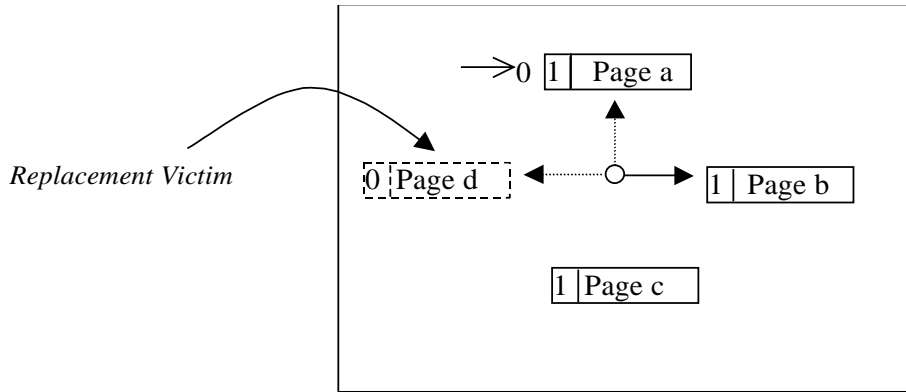 0 1 Page a
Replacement Victim
0 Page d
1 Page b
1 Page c